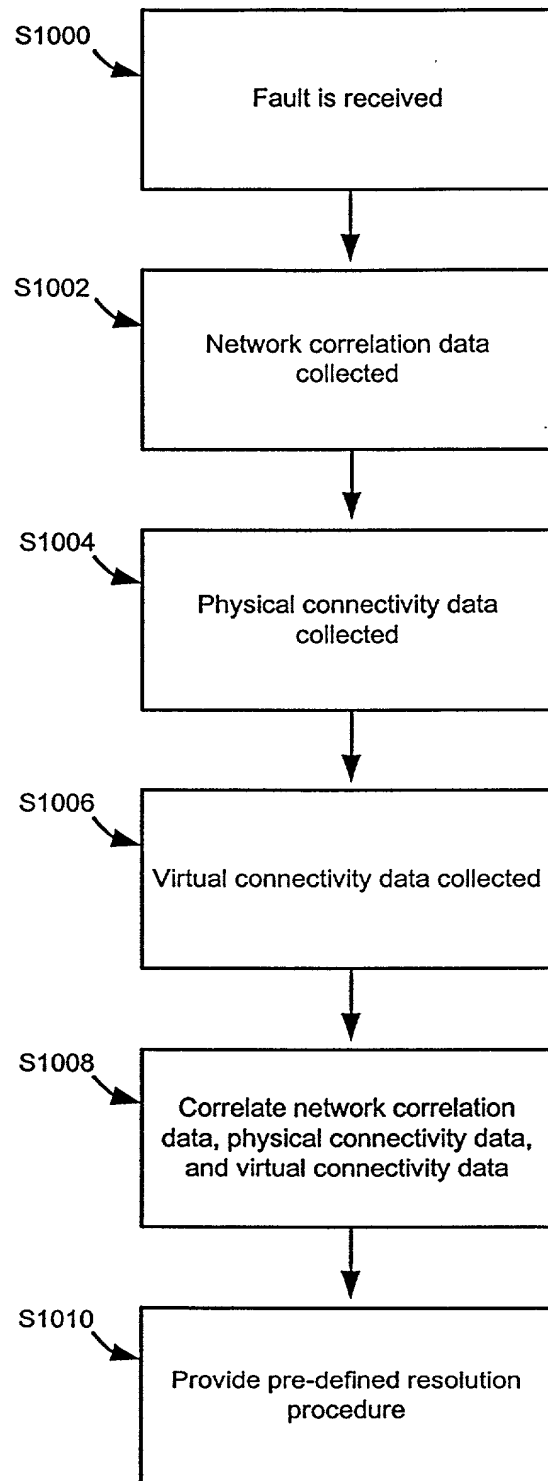 S1000
Fault is received
S1002
Network correlation data
collected
S1004
Physical connectivity data
collected
S1006
Virtual connectivity data collected
S1008
Correlate network correlation
data, physical connectivity data,
and virtual connectivity data
S1010
Provide pre-defined resolution
procedure